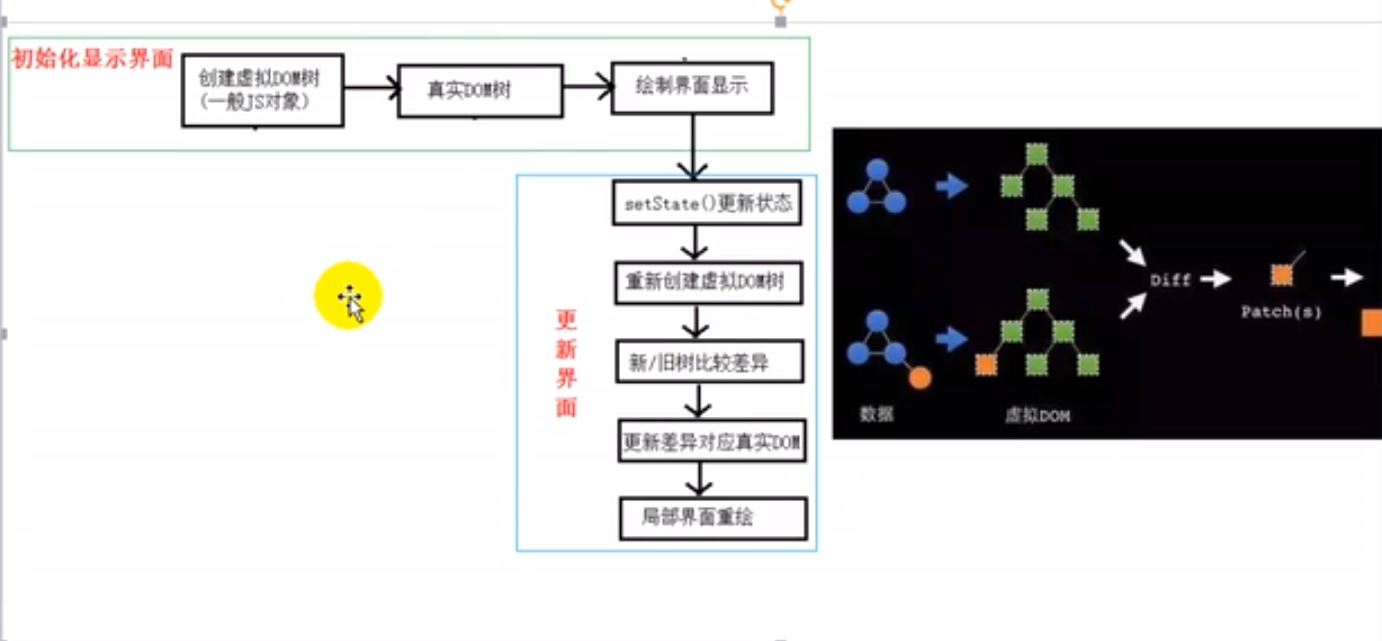 初始化显示界面
创建虚拟DOM树
(一般JS对象)
真实DOM树
绘制界面显示
setState()更新状态
重新创建虚拟DOM树
新/旧树比较差异
更新差异对应真实DOM
局部界面重绘
更
新
界
面
Diff
Patch(s)
数据
虚拟DOM